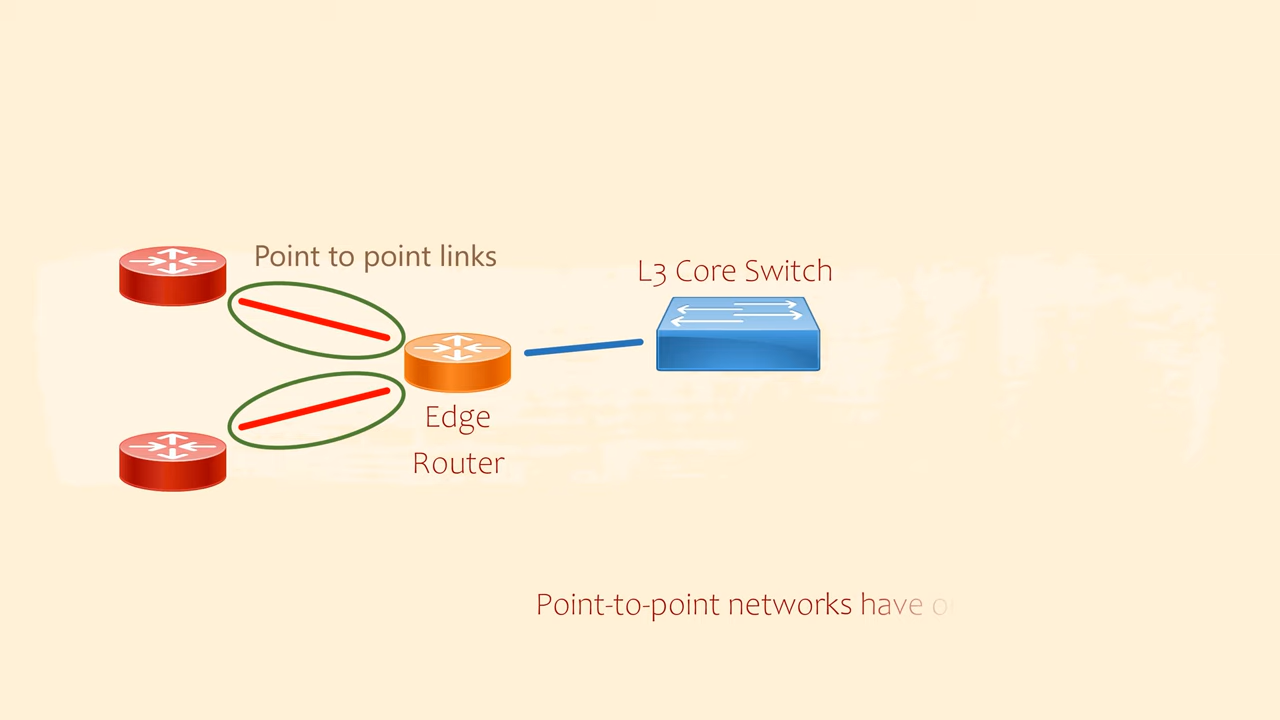 Point to point links
L3 Core Switch
Edge
Router
Point-to-point networks have